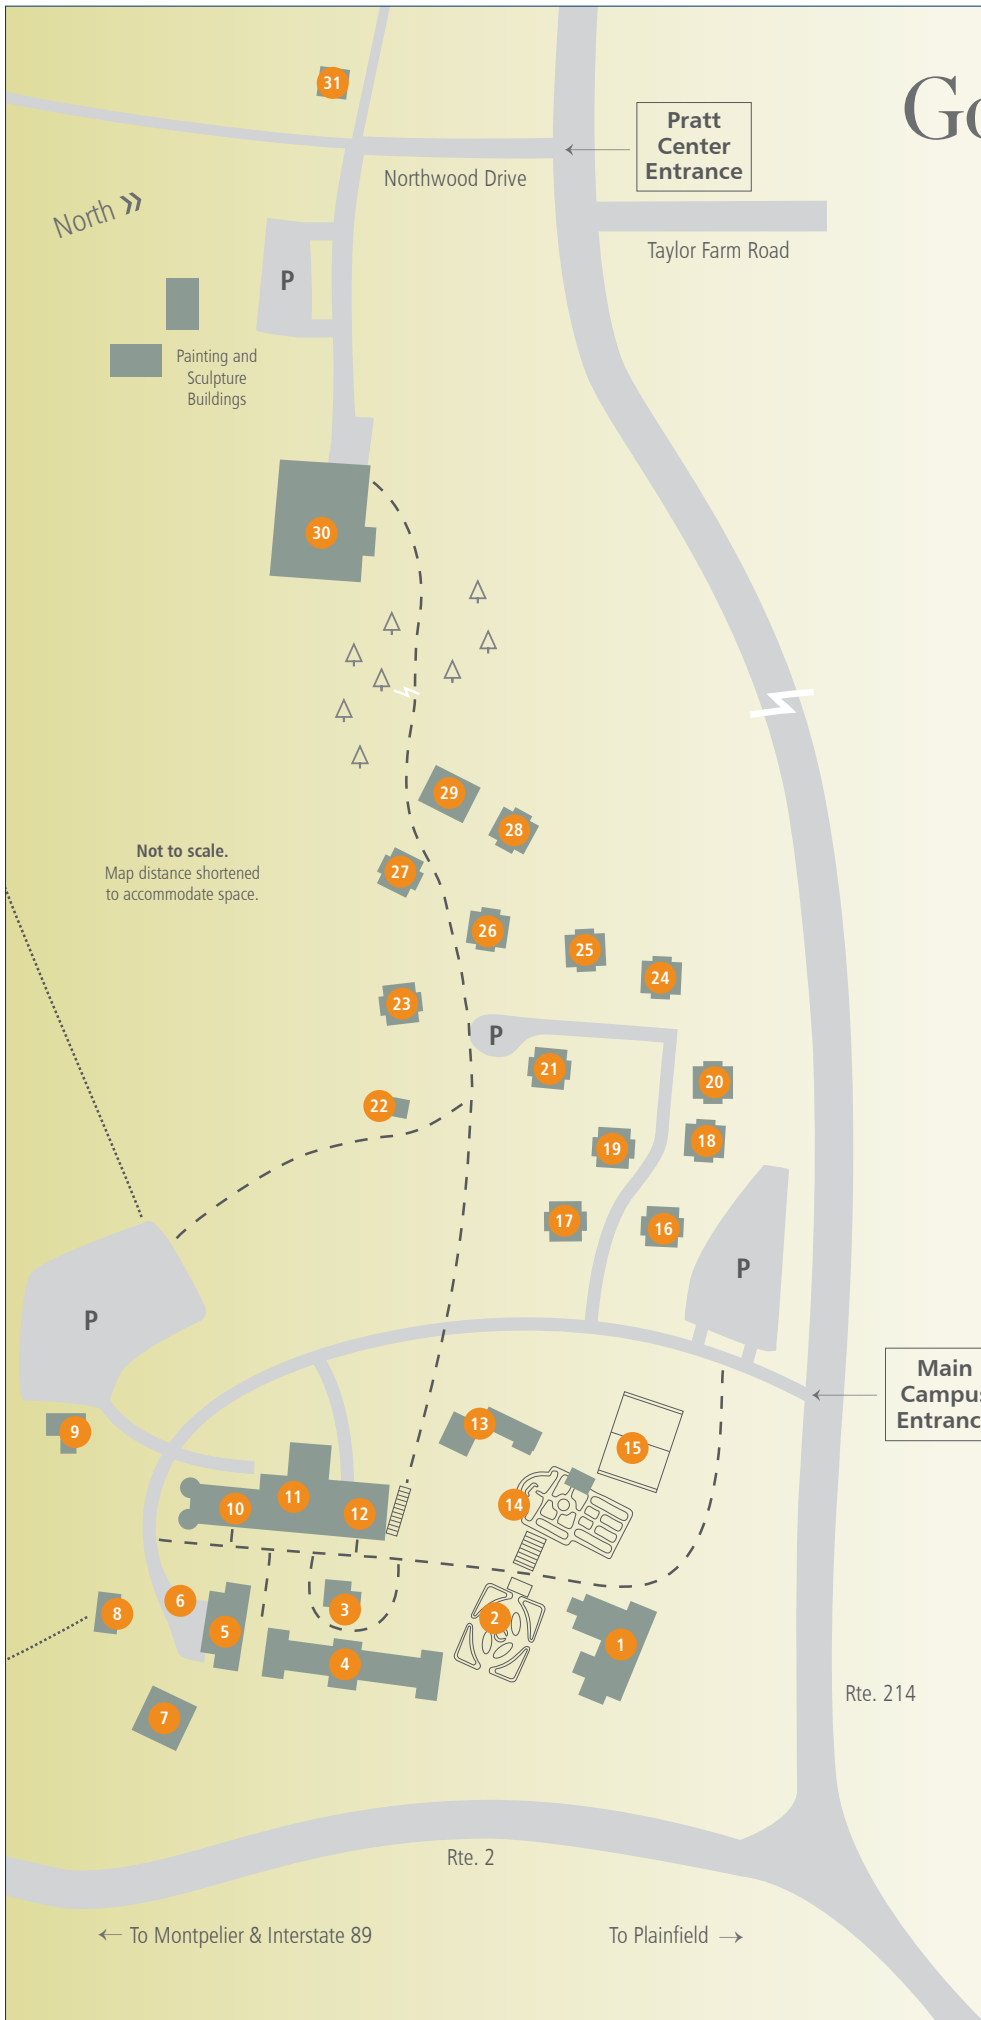 31
Go
Pratt
Center
Entrance
Northwood Drive
North »
Taylor Farm Road
P
Painting and
Sculpture
Buildings
30
29
28
Not to scale.
Map distance shortened
to accommodate space.
27
26
25
24
23
P
21
20
22
19
18
17
16
P
P
Main
Campus
Entranc
9
13
15
10
11
12
14
8
6
5
3
4
2
1
7
Rte. 214
Rte. 2
← To Montpelier & Interstate 89
To Plainfield →